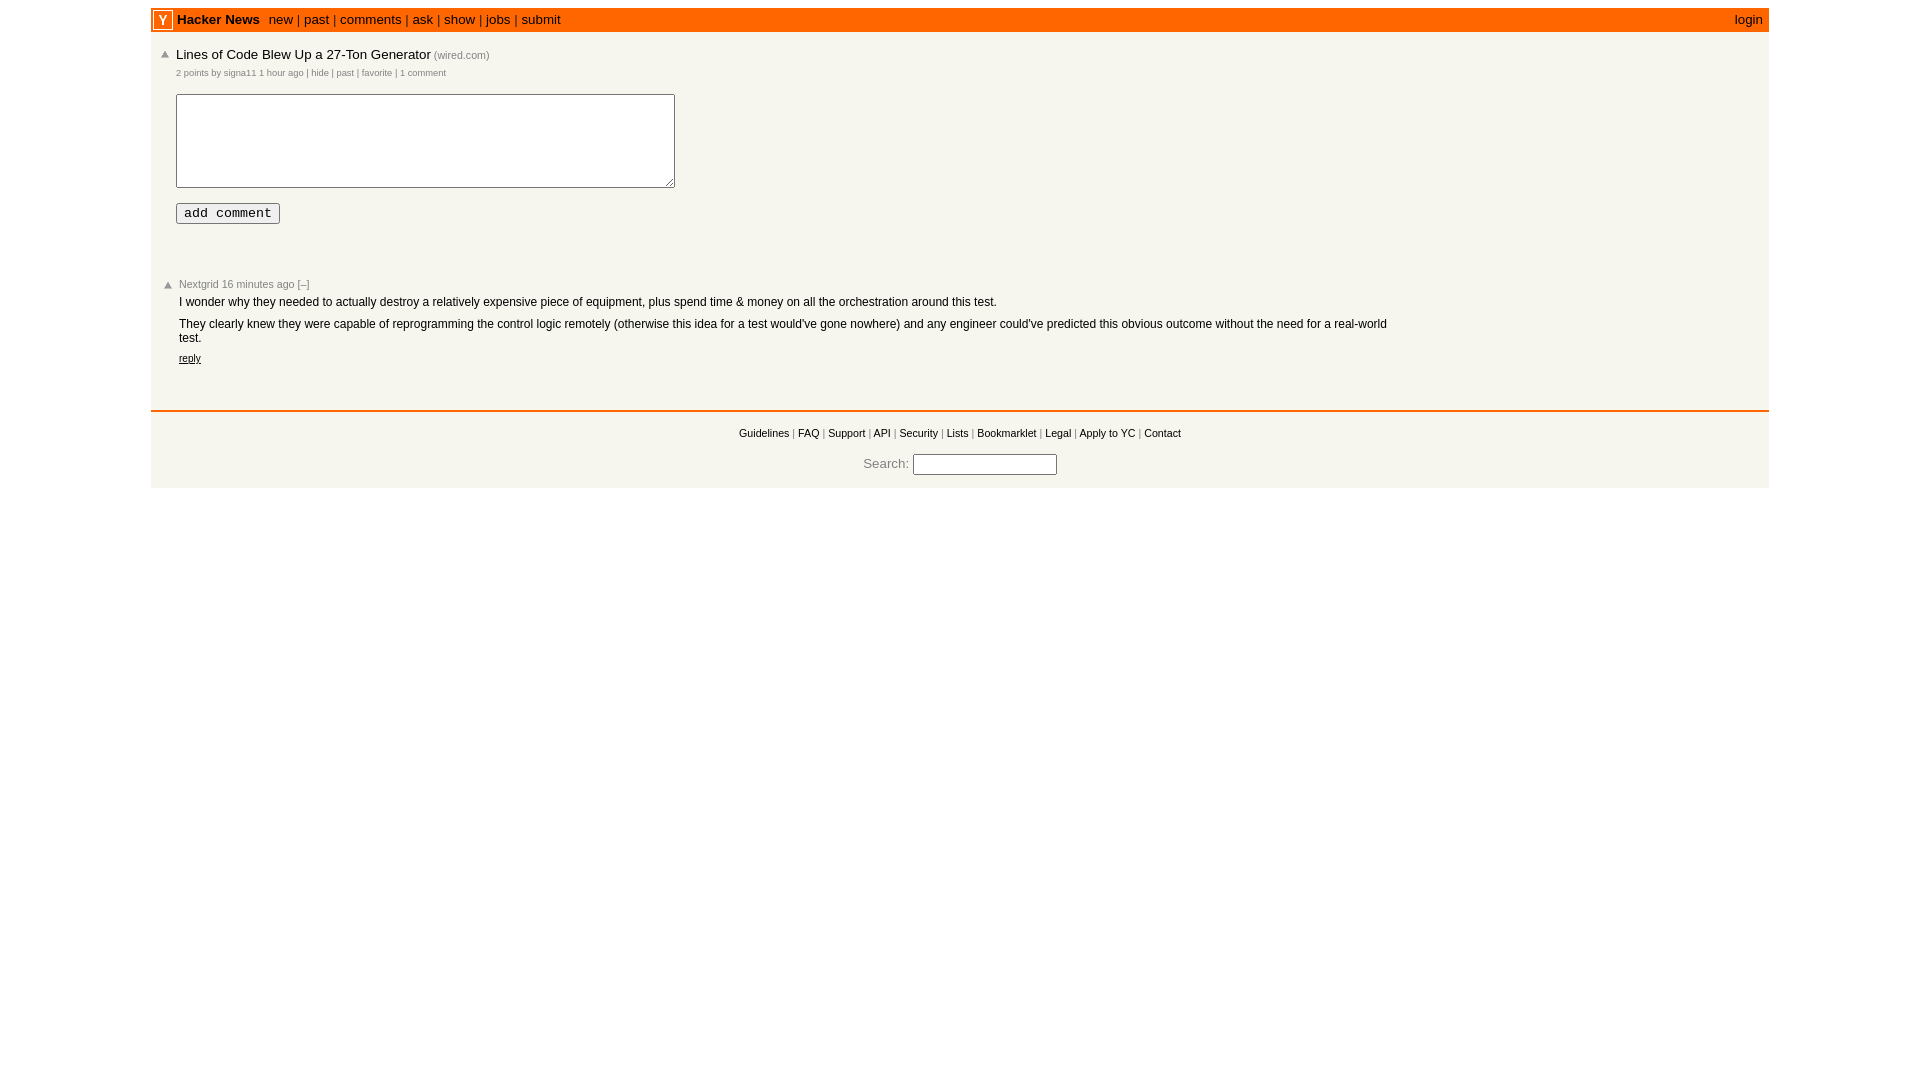 Y Hacker News new | past | comments | ask | show | jobs | submit login
Lines of Code Blew Up a 27-Ton Generator (wired.com)
2 points by signa11 1 hour ago | hide | past | favorite | 1 comment
add comment
Nextgrid 16 minutes ago [–]
I wonder why they needed to actually destroy a relatively expensive piece of equipment, plus spend time & money on all the orchestration around this test.
They clearly knew they were capable of reprogramming the control logic remotely (otherwise this idea for a test would've gone nowhere) and any engineer could've predicted this obvious outcome without the need for a real-world
test.
reply
Guidelines | FAQ | Support | API | Security | Lists | Bookmarklet | Legal | Apply to YC | Contact
Search: